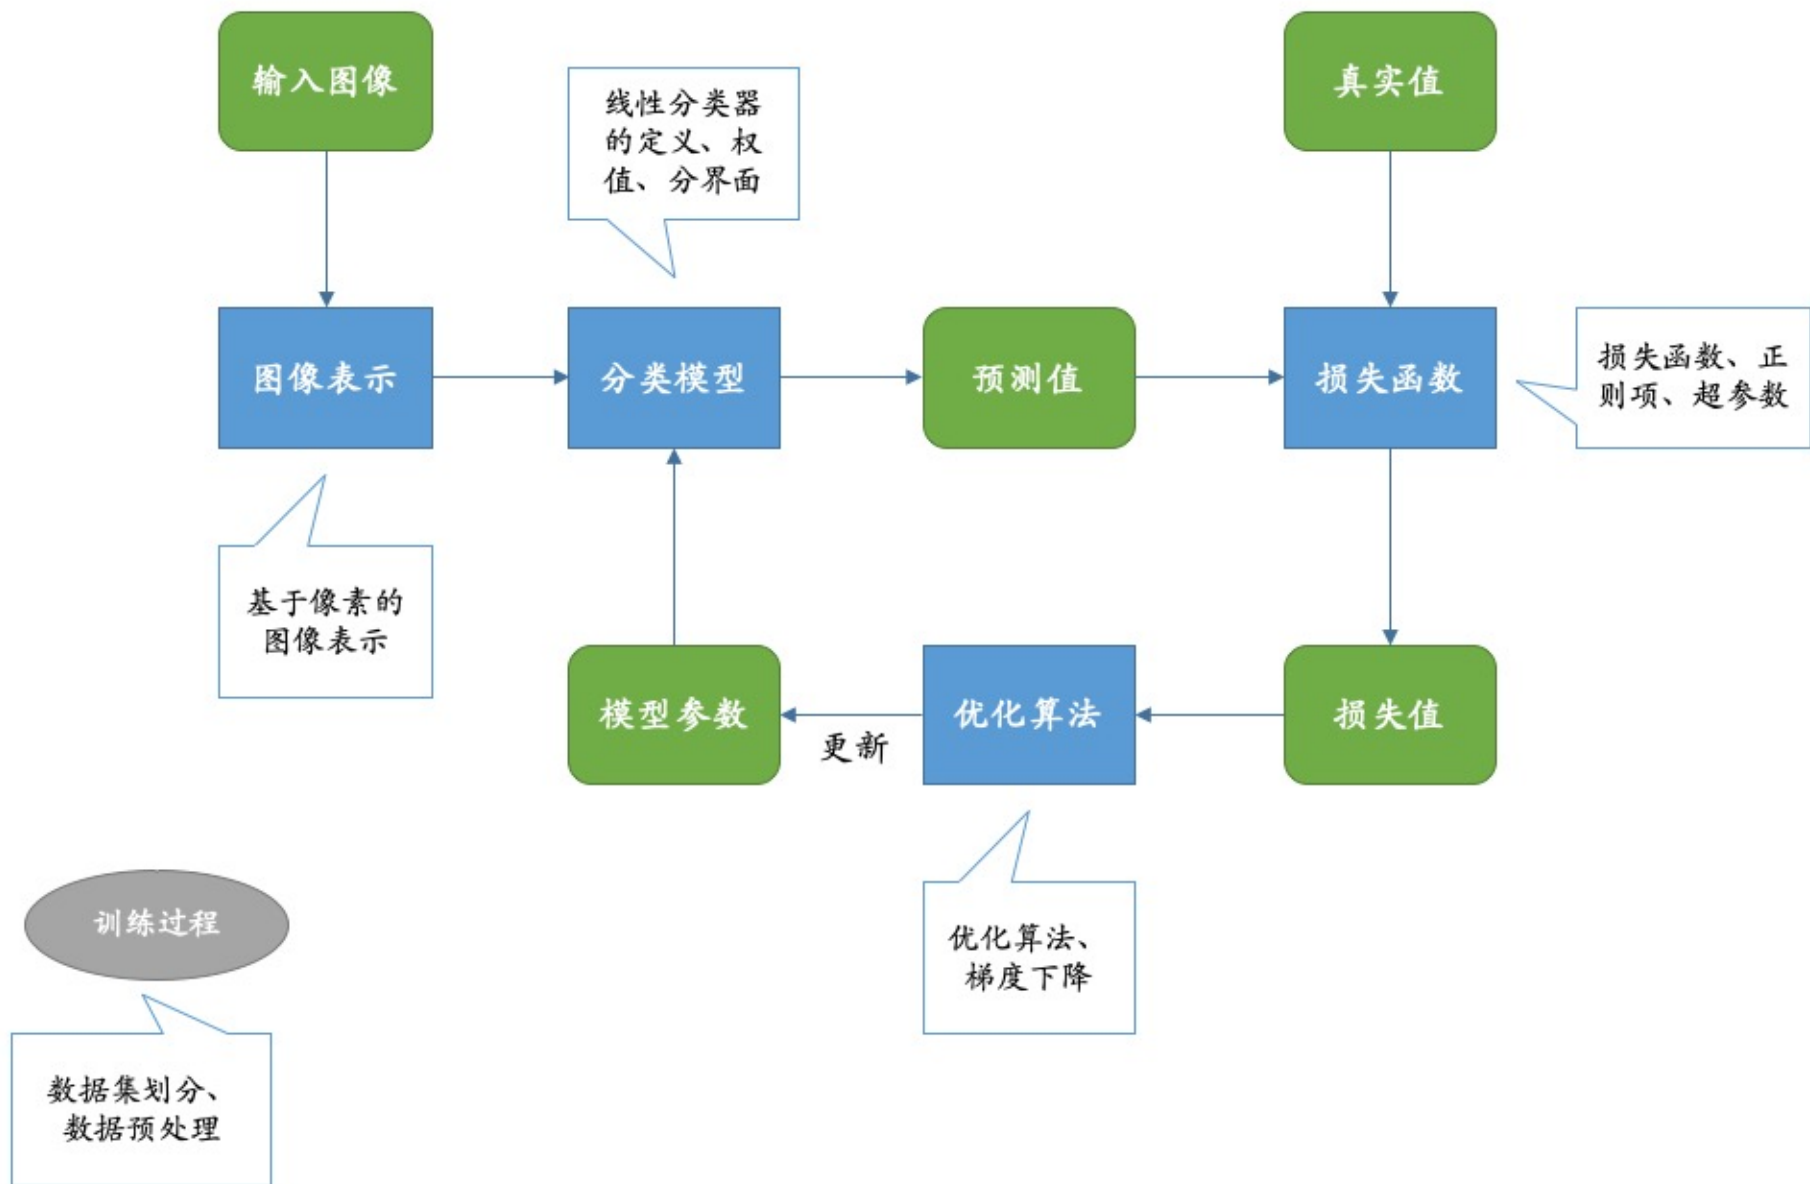 输入图像
真实值
线性分类器
的定义、权
值、分界面
图像表示
分类模型
预测值
损失函数
损失函数、正
则项、超参数
基于像素的
图像表示
模型参数
更新
优化算法
损失值
训练过程
优化算法、
梯度下降
数据集划分、
数据预处理